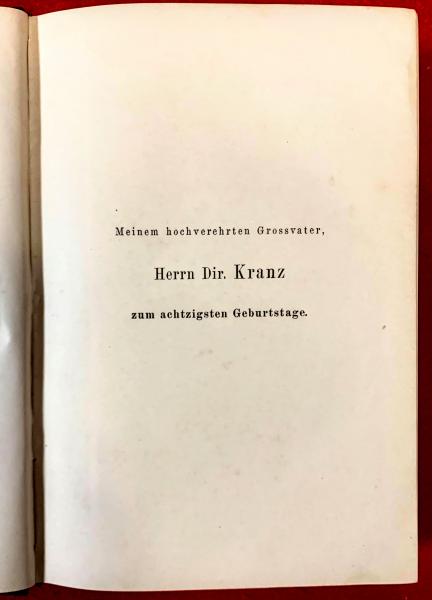 Meinem hochverehrten Grossvater,
Herrn Dir. Kranz
zum achtzigsten Geburtstage.